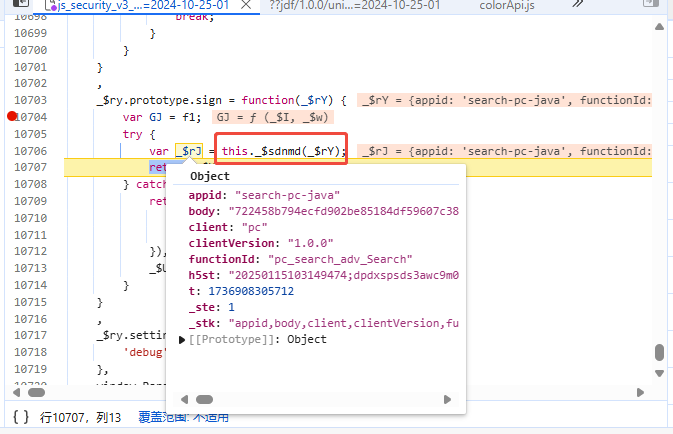 js_security_v3_...=2024-10-25-01 ??jdf/1.0.0/uni...=2024-10-25-01 colorApi.js
10698 break;
10699 }
10700 }
10701 }
10702 ,
10703 _$ry.prototype.sign = function(_$rY) { _$rY = {appid: 'search-pc-java', functionId:
10704 var GJ = f1; GJ = ƒ (_$I, _$w)
10705 try {
10706 var _$rJ = this._$sdnmd(_$rY); _$rJ = {appid: 'search-pc-java', functionId:
10707 ret
10708 } catch
10709 ret
10710
10711
10712 }),
10713 _$U
10714 }
10715 }
10716 ,
10717 _$ry.settin
10718 'debug'
10719 },
Object
appid: "search-pc-java"
body: "722458b794ecfd902be85184df59607c38
client: "pc"
clientVersion: "1.0.0"
functionId: "pc_search_adv_Search"
h5st: "20250115103149474;dpdxspsds3awc9m0
t: 1736908305712
_ste: 1
_stk: "appid,body,client,clientVersion,fu
[[Prototype]]: Object
{ } 行10707，列13 覆盖范围: 不适用